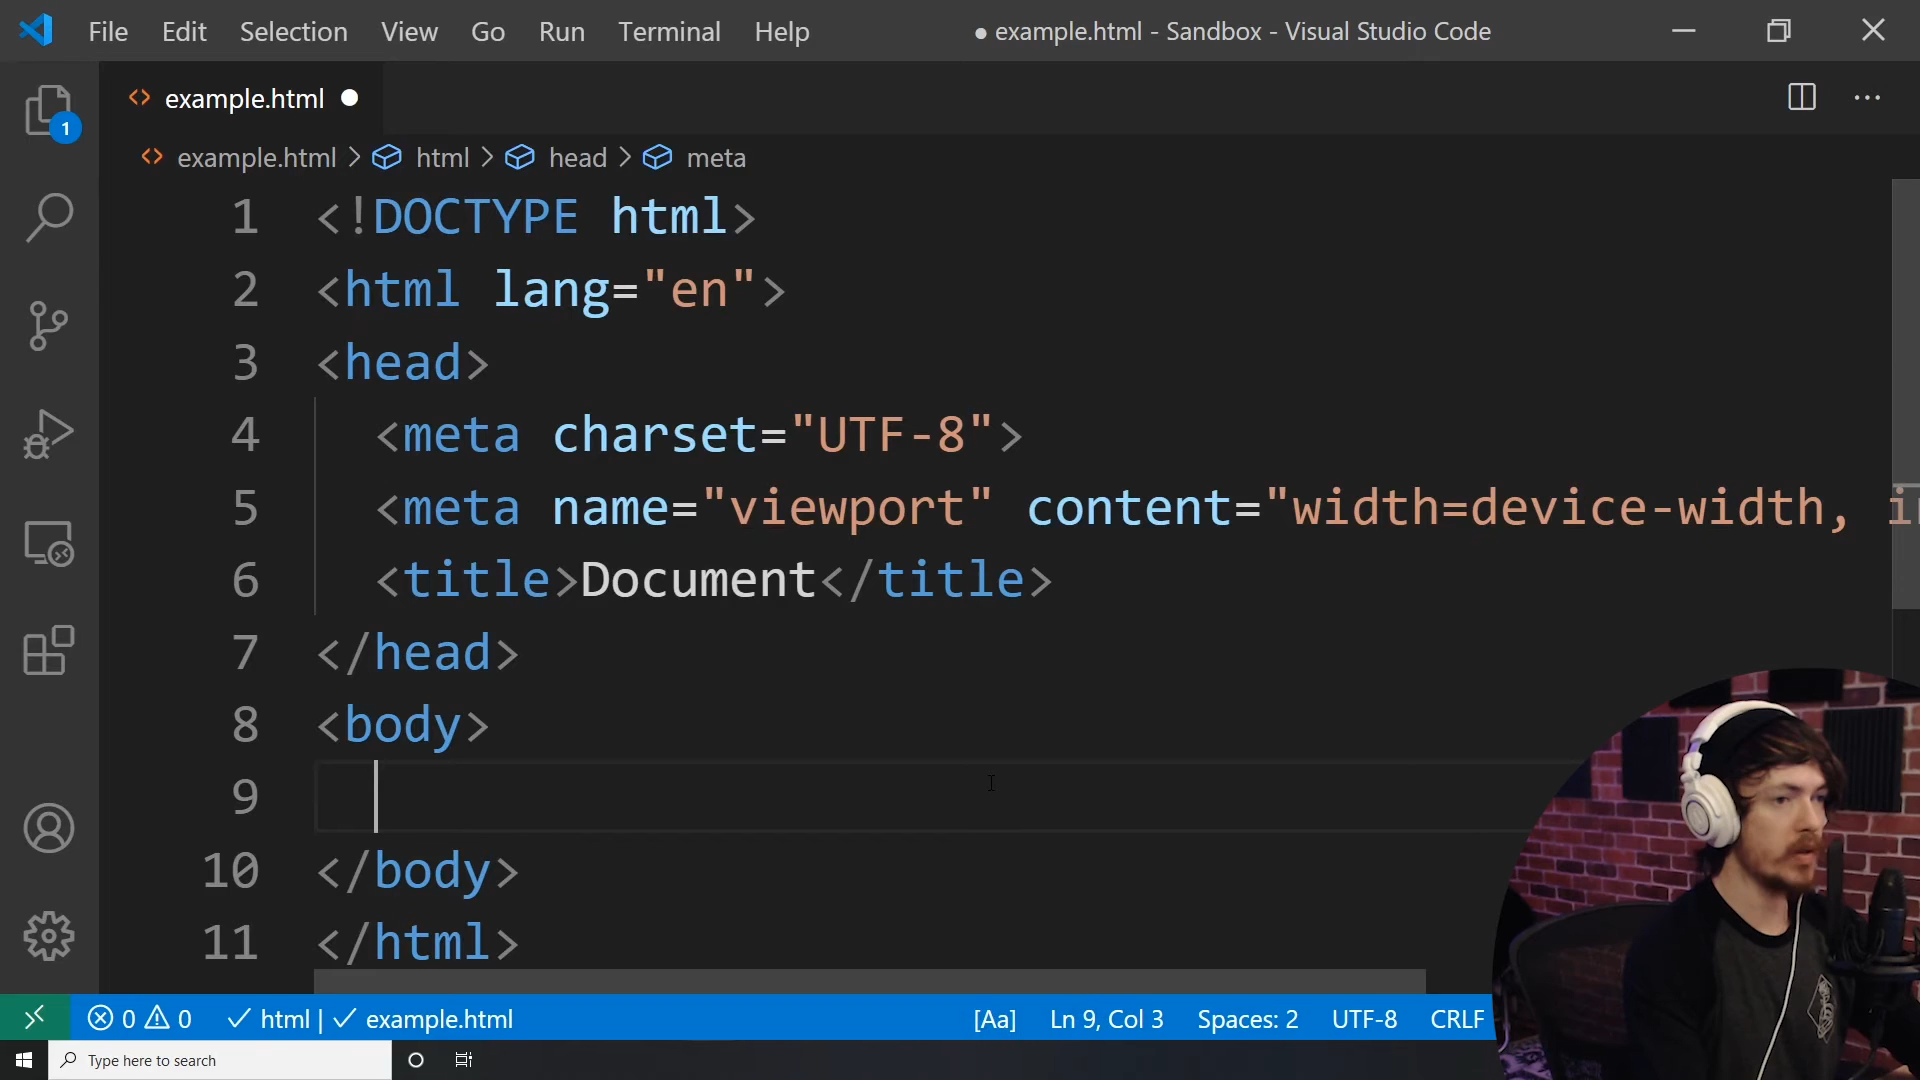 File Edit Selection View Go Run Terminal Help ● example.html - Sandbox - Visual Studio Code
<> example.html ●
1
<> example.html > html > head > meta
1 <!DOCTYPE html>
2 <html lang="en">
3 <head>
4 <meta charset="UTF-8">
5 <meta name="viewport" content="width=device-width,
6 <title>Document</title>
7 </head>
8 <body>
9
10 </body>
11 </html>
0 0 ✓ html | ✓ example.html [Aa] Ln 9, Col 3 Spaces: 2 UTF-8 CRLF
Type here to search